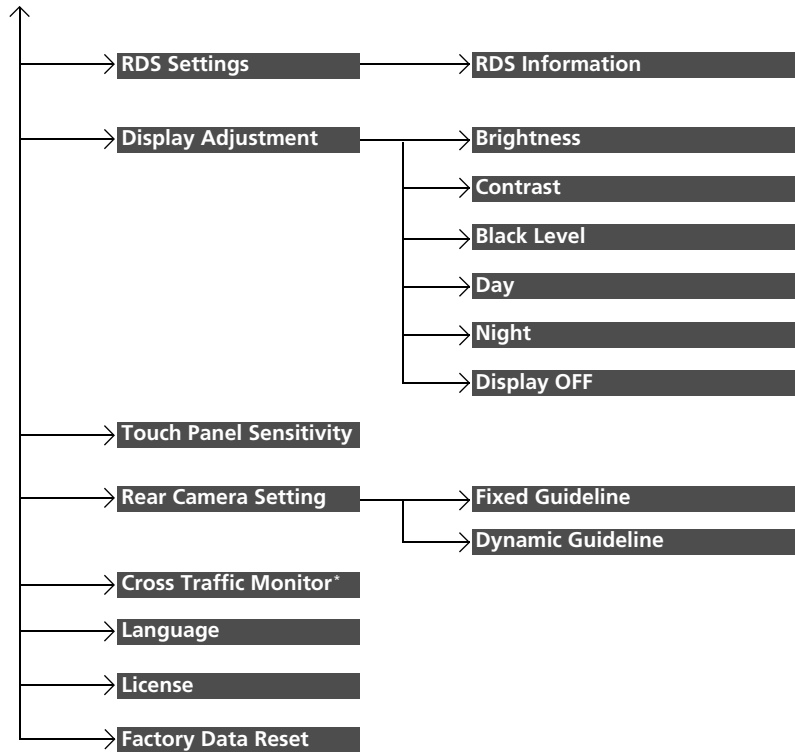 RDS Settings
RDS Information
Display Adjustment
Brightness
Contrast
Black Level
Day
Night
Display OFF
Touch Panel Sensitivity
Rear Camera Setting
Fixed Guideline
Dynamic Guideline
Cross Traffic Monitor*
Language
License
Factory Data Reset